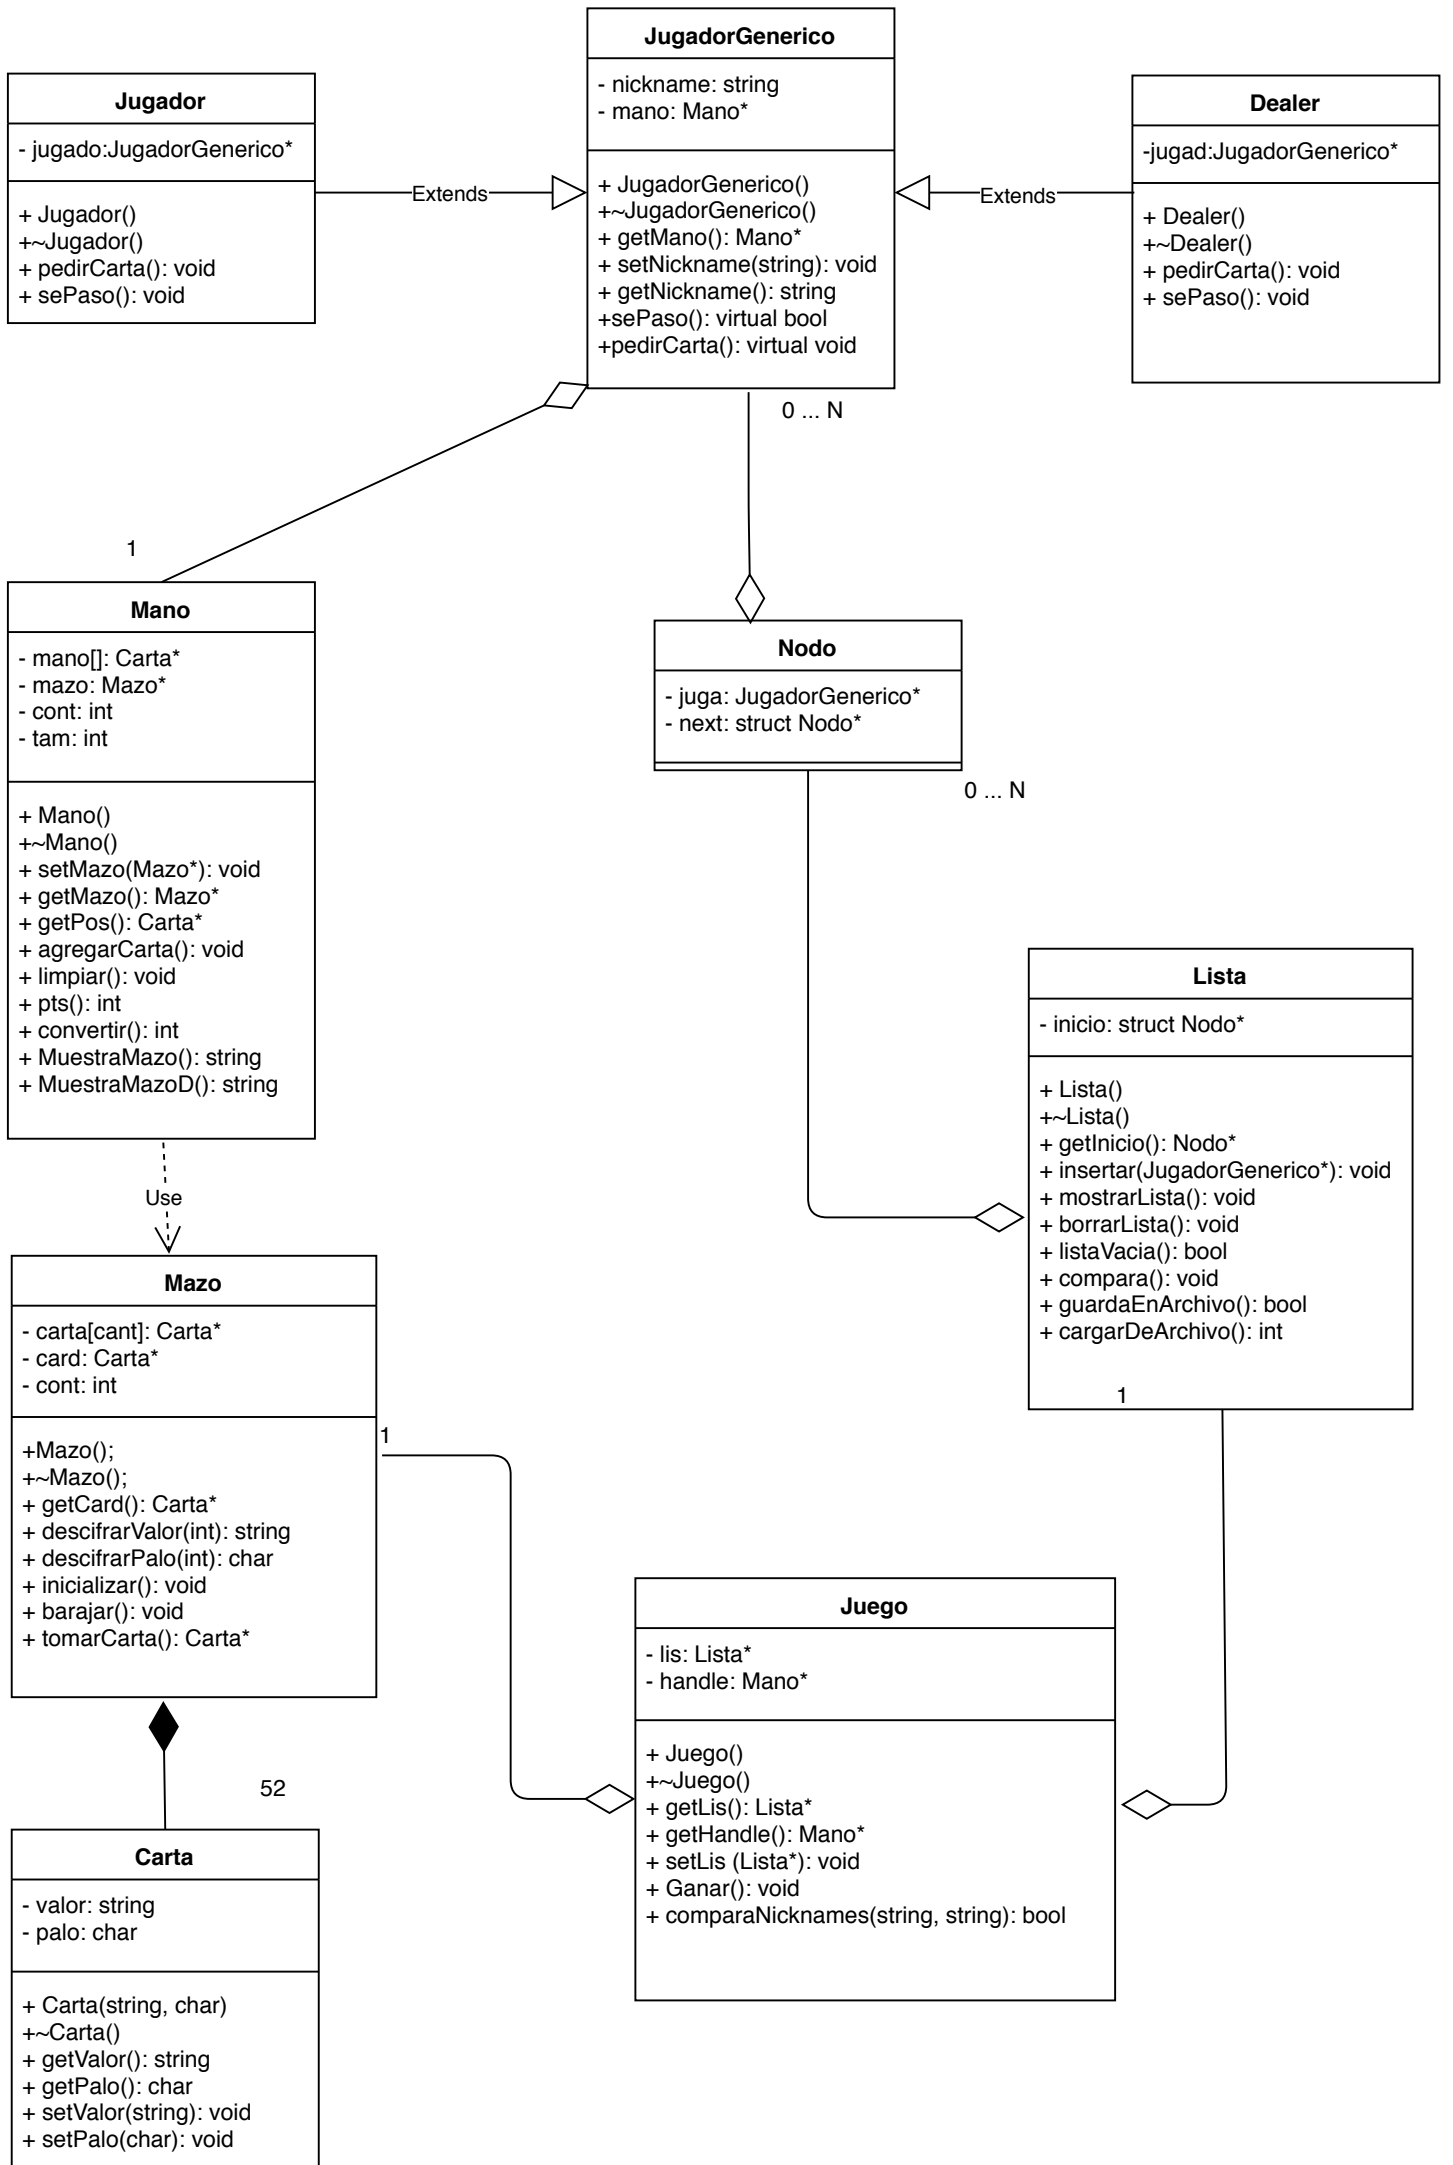 JugadorGenerico
- nickname: string
- mano: Mano*
+ JugadorGenerico()
+~JugadorGenerico()
+ getMano(): Mano*
+ setNickname(string): void
+ getNickname(): string
+sePaso(): virtual bool
+pedirCarta(): virtual void
Jugador
- jugado:JugadorGenerico*
+ Jugador()
+~Jugador()
+ pedirCarta(): void
+ sePaso(): void
Extends
Dealer
-jugad:JugadorGenerico*
+ Dealer()
+~Dealer()
+ pedirCarta(): void
+ sePaso(): void
Extends
0 ... N
1
Mano
- mano[]: Carta*
- mazo: Mazo*
- cont: int
- tam: int
+ Mano()
+~Mano()
+ setMazo(Mazo*): void
+ getMazo(): Mazo*
+ getPos(): Carta*
+ agregarCarta(): void
+ limpiar(): void
+ pts(): int
+ convertir(): int
+ MuestraMazo(): string
+ MuestraMazoD(): string
Nodo
- juga: JugadorGenerico*
- next: struct Nodo*
0 ... N
Lista
- inicio: struct Nodo*
+ Lista()
+~Lista()
+ getInicio(): Nodo*
+ insertar(JugadorGenerico*): void
+ mostrarLista(): void
+ borrarLista(): void
+ listaVacia(): bool
+ compara(): void
+ guardaEnArchivo(): bool
+ cargarDeArchivo(): int
1
Use
Mazo
- carta[cant]: Carta*
- card: Carta*
- cont: int
+Mazo();
+~Mazo();
+ getCard(): Carta*
+ descifrarValor(int): string
+ descifrarPalo(int): char
+ inicializar(): void
+ barajar(): void
+ tomarCarta(): Carta*
1
Juego
- lis: Lista*
- handle: Mano*
+ Juego()
+~Juego()
+ getLis(): Lista*
+ getHandle(): Mano*
+ setLis (Lista*): void
+ Ganar(): void
+ comparaNicknames(string, string): bool
52
Carta
- valor: string
- palo: char
+ Carta(string, char)
+~Carta()
+ getValor(): string
+ getPalo(): char
+ setValor(string): void
+ setPalo(char): void